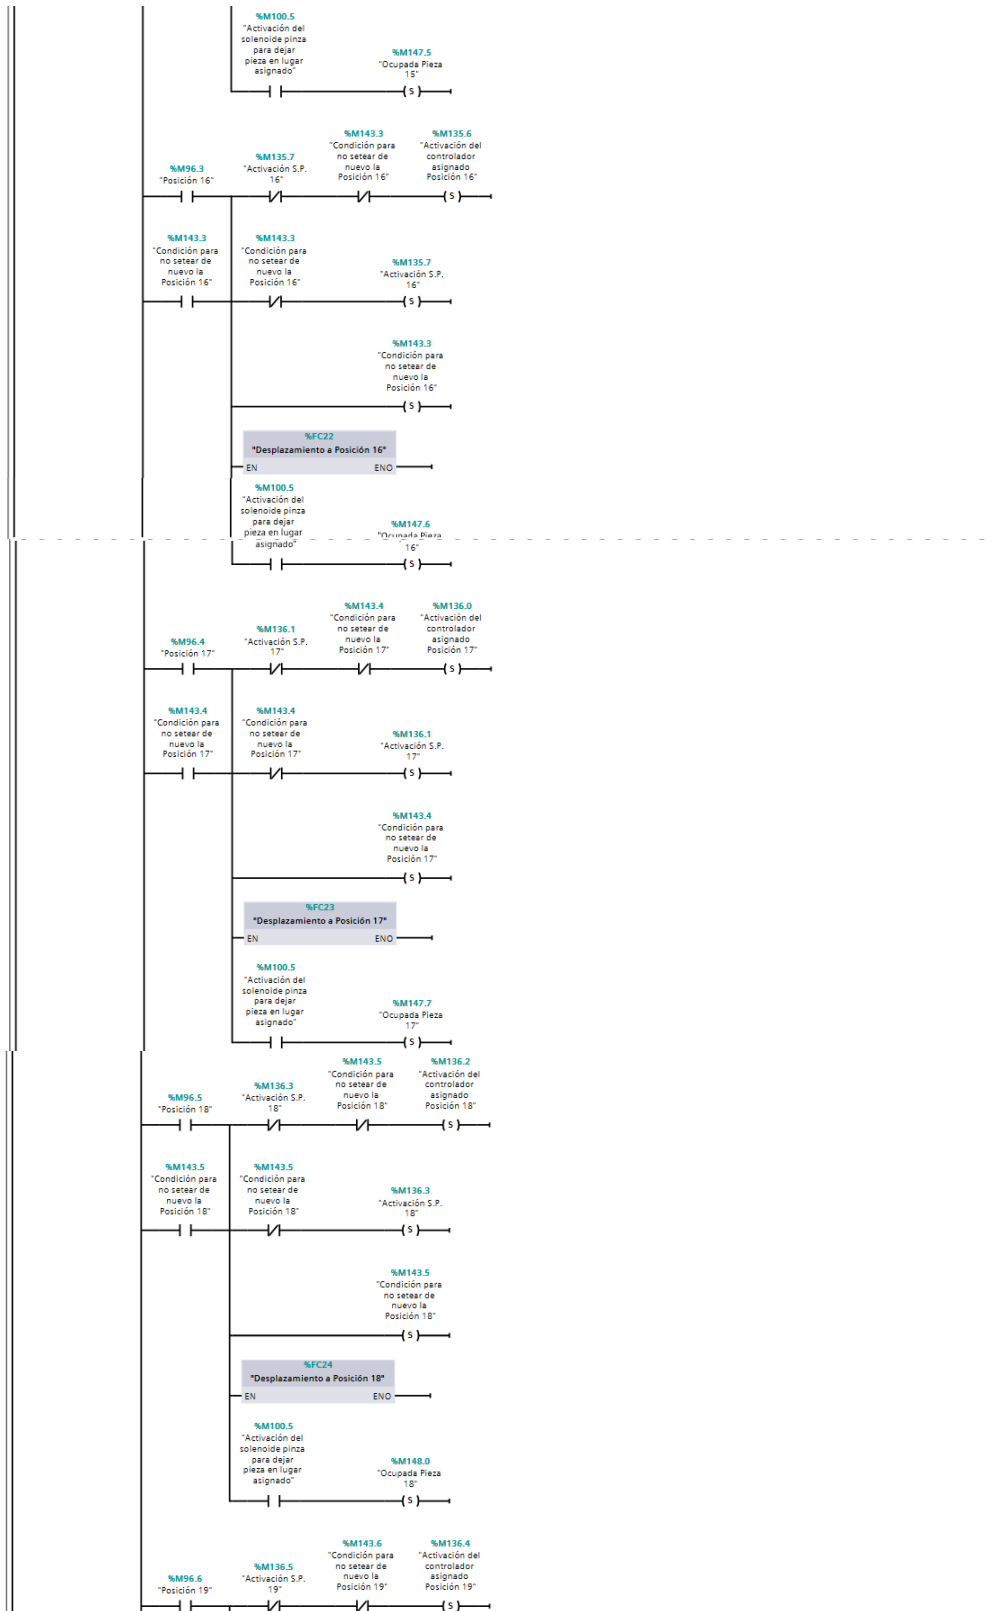 %M100.5
"Activación del
solenoide pinza
para dejar
pieza en lugar
asignado"
%M147.5
"Ocupada Pieza
15"
( S )
%M96.3
"Posición 16"
%M135.7
"Activación S.P.
16"
%M143.3
"Condición para
no setear de
nuevo la
Posición 16"
%M135.6
"Activación del
controlador
asignado
Posición 16"
( S )
%M143.3
"Condición para
no setear de
nuevo la
Posición 16"
%M143.3
"Condición para
no setear de
nuevo la
Posición 16"
%M135.7
"Activación S.P.
16"
( S )
%M143.3
"Condición para
no setear de
nuevo la
Posición 16"
( S )
%FC22
"Desplazamiento a Posición 16"
EN ENO
%M100.5
"Activación del
solenoide pinza
para dejar
pieza en lugar
asignado"
%M147.6
"Ocupada Pieza
16"
( S )
%M96.4
"Posición 17"
%M136.1
"Activación S.P.
17"
%M143.4
"Condición para
no setear de
nuevo la
Posición 17"
%M136.0
"Activación del
controlador
asignado
Posición 17"
( S )
%M143.4
"Condición para
no setear de
nuevo la
Posición 17"
%M143.4
"Condición para
no setear de
nuevo la
Posición 17"
%M136.1
"Activación S.P.
17"
( S )
%M143.4
"Condición para
no setear de
nuevo la
Posición 17"
( S )
%FC23
"Desplazamiento a Posición 17"
EN ENO
%M100.5
"Activación del
solenoide pinza
para dejar
pieza en lugar
asignado"
%M147.7
"Ocupada Pieza
17"
( S )
%M96.5
"Posición 18"
%M136.3
"Activación S.P.
18"
%M143.5
"Condición para
no setear de
nuevo la
Posición 18"
%M136.2
"Activación del
controlador
asignado
Posición 18"
( S )
%M143.5
"Condición para
no setear de
nuevo la
Posición 18"
%M143.5
"Condición para
no setear de
nuevo la
Posición 18"
%M136.3
"Activación S.P.
18"
( S )
%M143.5
"Condición para
no setear de
nuevo la
Posición 18"
( S )
%FC24
"Desplazamiento a Posición 18"
EN ENO
%M100.5
"Activación del
solenoide pinza
para dejar
pieza en lugar
asignado"
%M148.0
"Ocupada Pieza
18"
( S )
%M96.6
"Posición 19"
%M136.5
"Activación S.P.
19"
%M143.6
"Condición para
no setear de
nuevo la
Posición 19"
%M136.4
"Activación del
controlador
asignado
Posición 19"
( S )